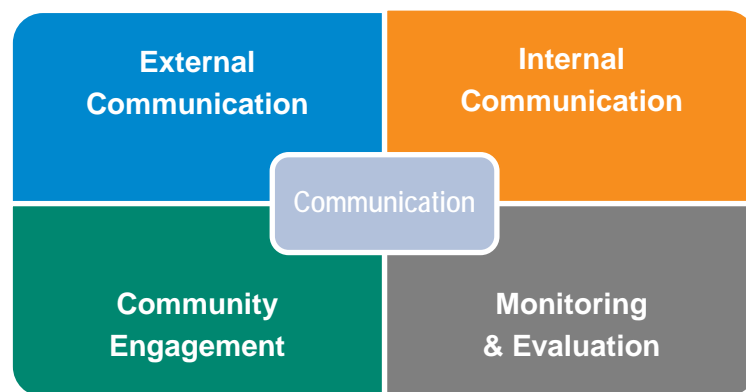 External
Communication
Internal
Communication
Communication
Community
Engagement
Monitoring
& Evaluation